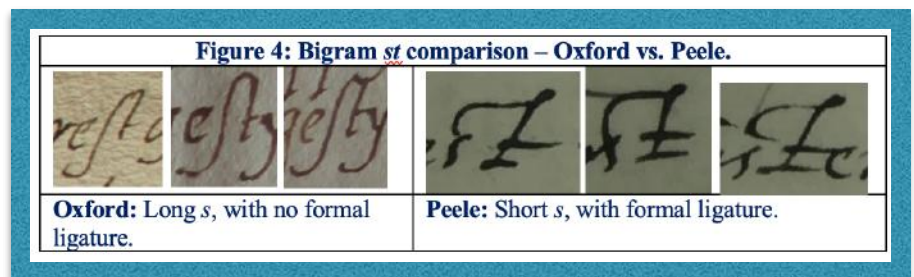 Figure 4: Bigram st comparison – Oxford vs. Peele.
Oxford: Long s, with no formal
ligature.
Peele: Short s, with formal ligature.